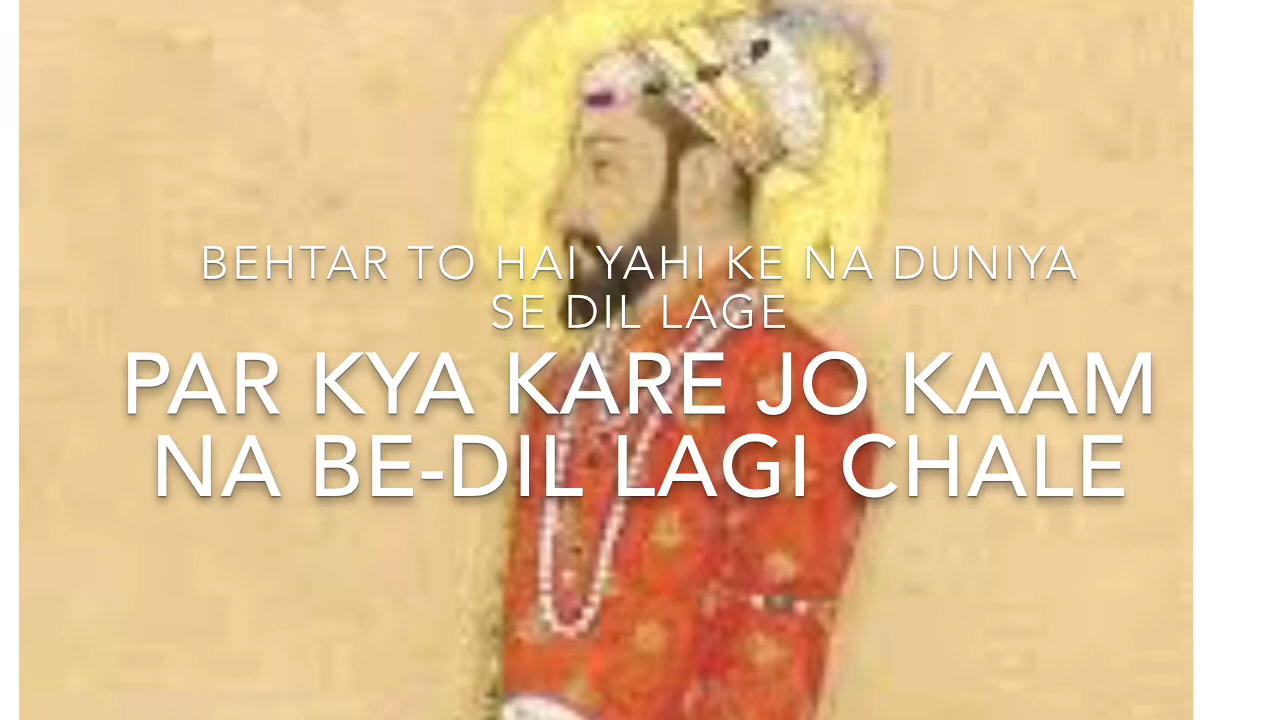 BEHTAR TO HAI YAHI KE NA DUNIYA
SE DIL LAGE
PAR KYA KARE JO KAAM
NA BE-DIL LAGI CHALE